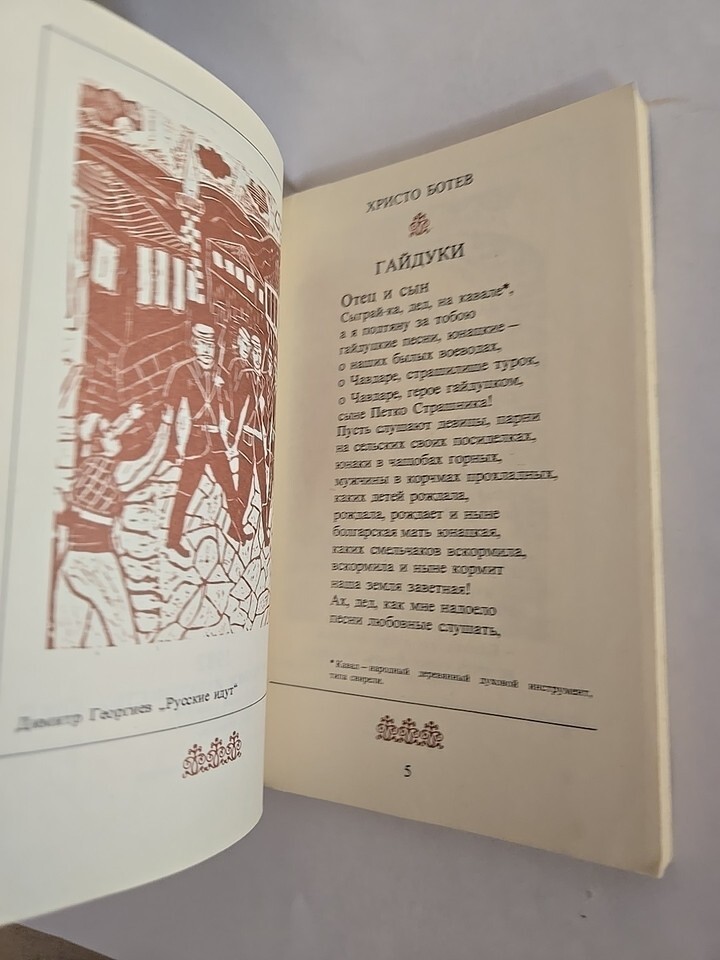 Димитр Георгиев „Русские идут“
ХРИСТО БОТЕВ
ГАЙДУКИ
Отец и сын
Сыграй-ка, дед, на кавале*,
а я подтяну за тобою
гайдуцкие песни, юнацкие –
о наших былых воеводах,
о Чавдаре, страшилище турок,
о Чавдаре, герое гайдуцком,
сыне Петко Страшника!
Пусть слушают девицы, парни
на сельских своих посиделках,
юнаки в чащобах горных,
мужчины в корчмах прохладных,
каких детей рождала,
рождала, рождает и ныне
болгарская мать юнацкая,
каких смельчаков вскормила,
вскормила и ныне кормит
наша земля заветная!
Ах, дед, как мне надоело
песни любовные слушать,
* Кавал – народный деревянный духовой инструмент,
типа свирели.
5